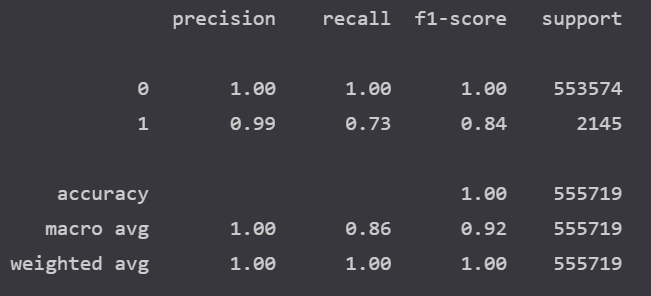 precision recall f1-score support
0 1.00 1.00 1.00 553574
1 0.99 0.73 0.84 2145
accuracy 1.00 555719
macro avg 1.00 0.86 0.92 555719
weighted avg 1.00 1.00 1.00 555719